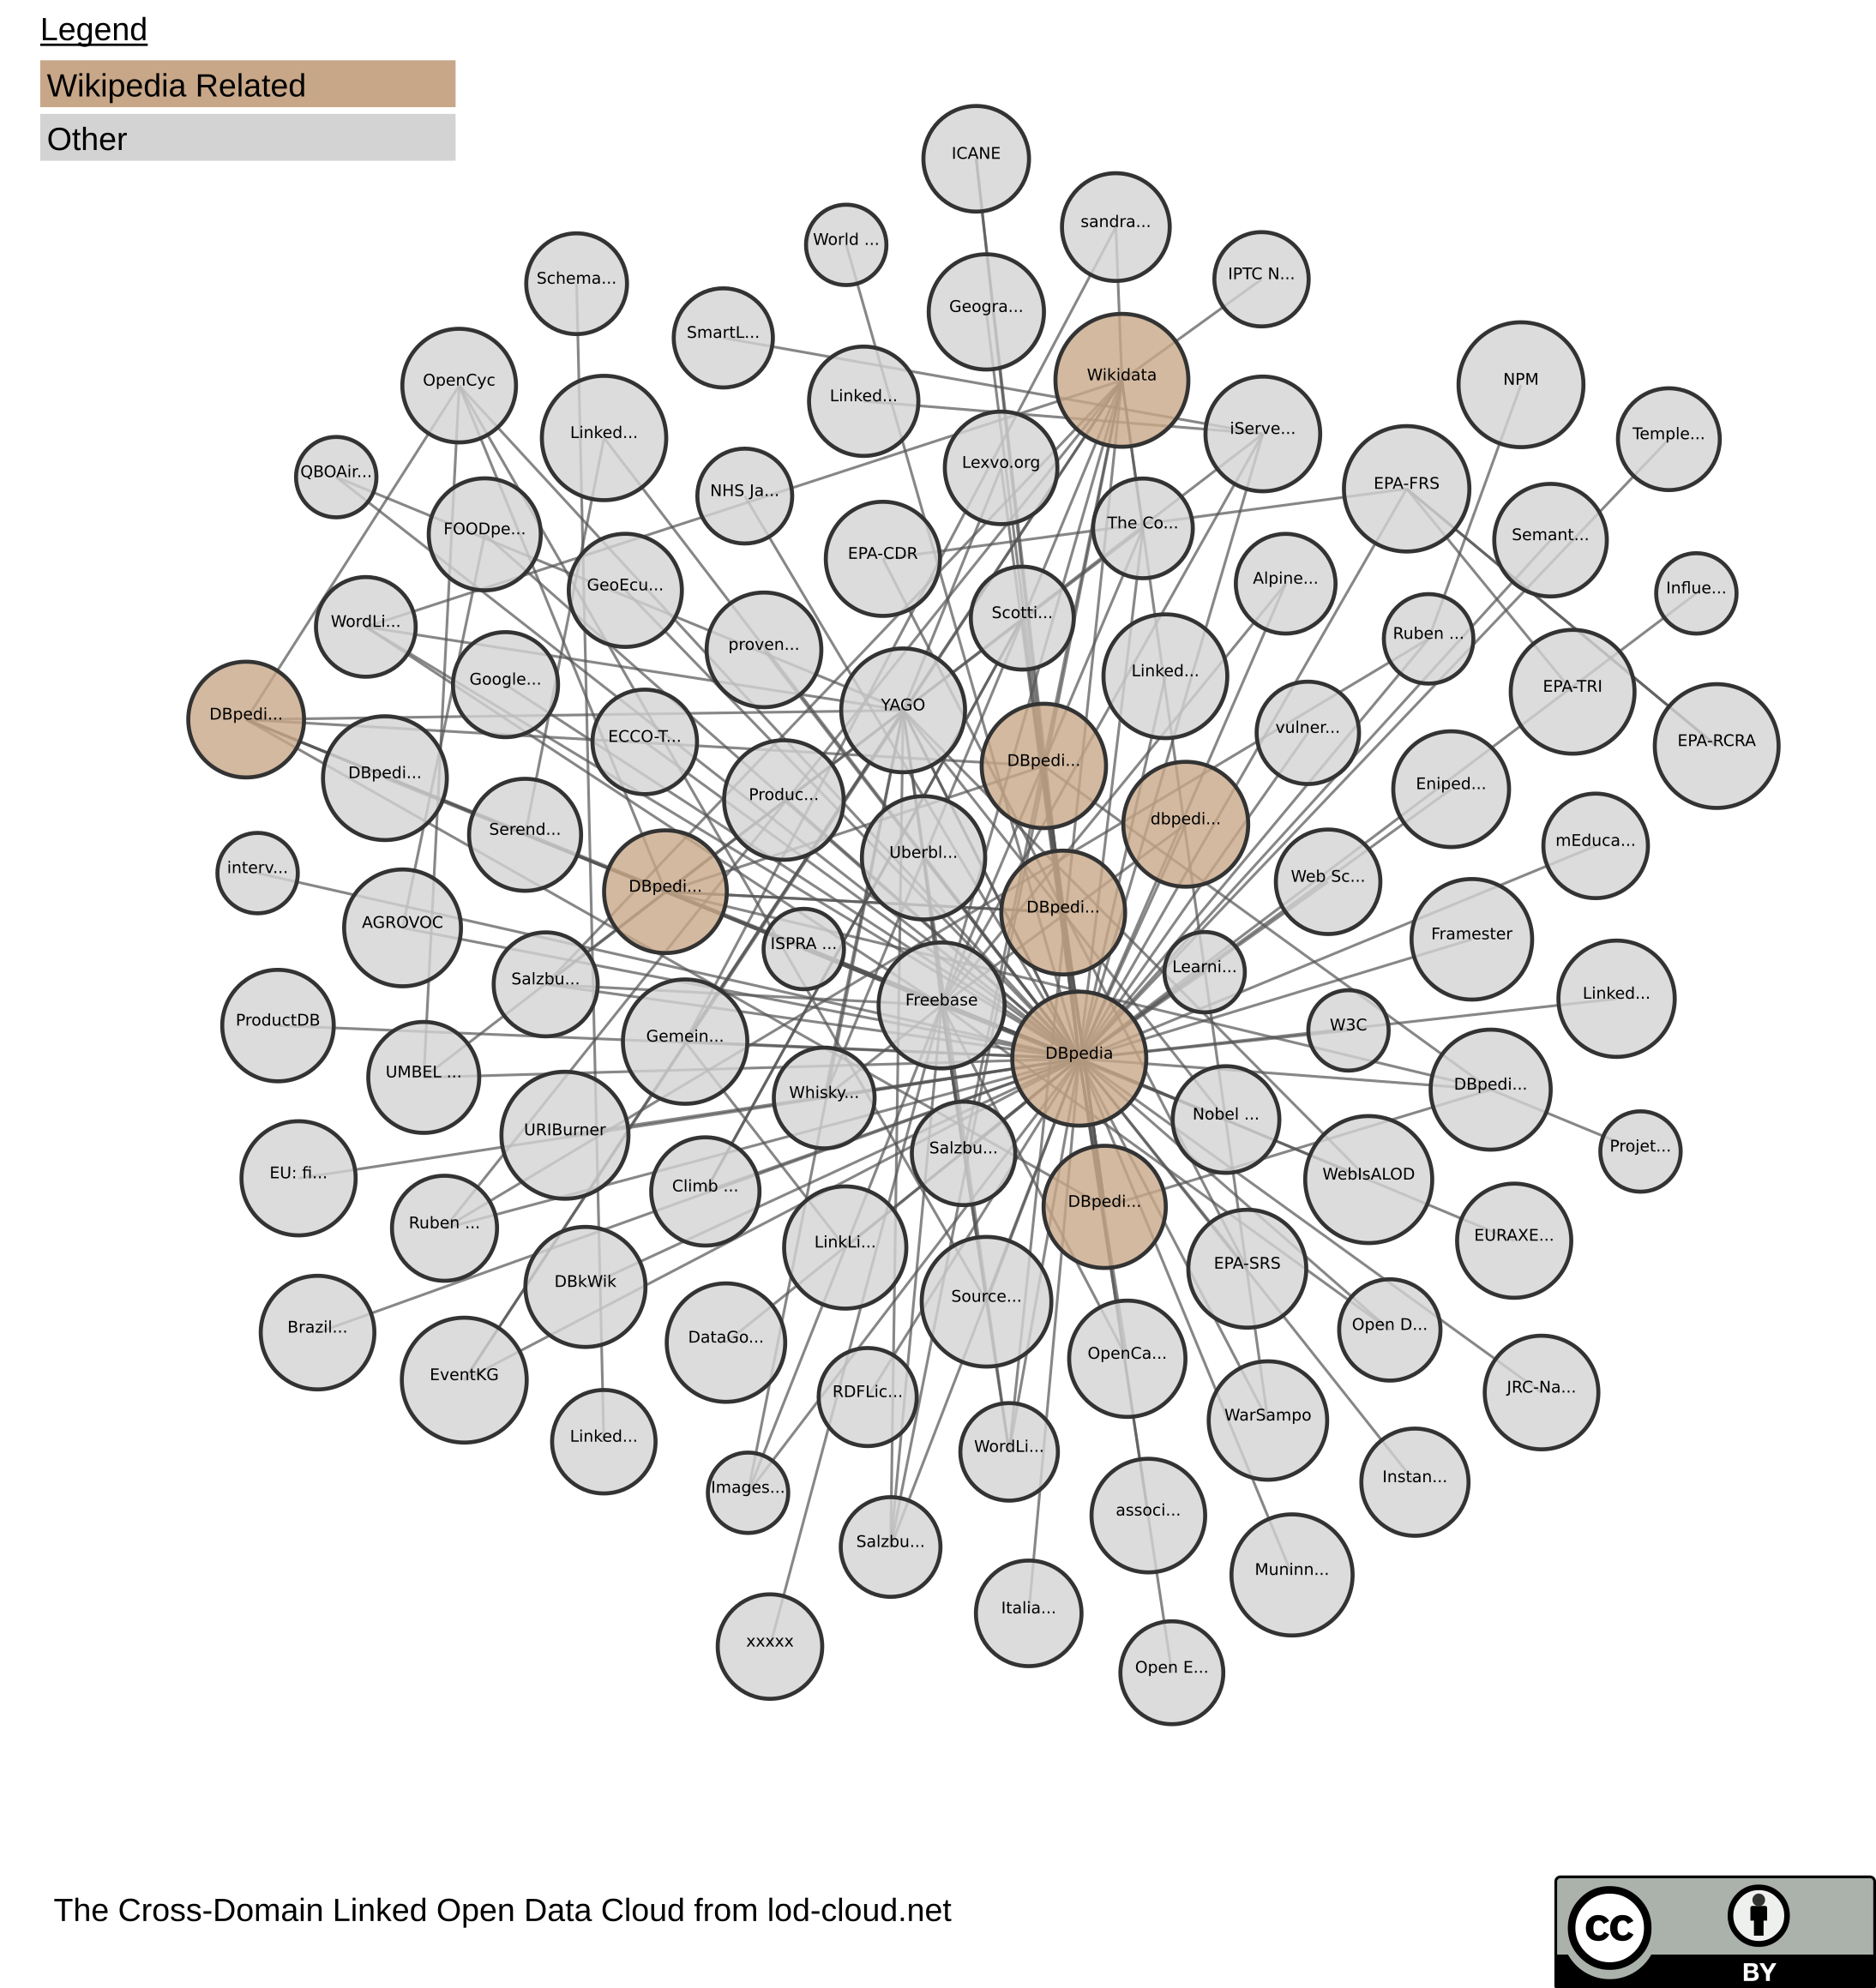 Legend
Wikipedia Related
Other
ICANE
sandra...
World ...
IPTC N...
Schema...
Geogra...
SmartL...
Wikidata
OpenCyc
NPM
Linked...
iServe...
Linked...
Temple...
Lexvo.org
QBOAir...
EPA-FRS
NHS Ja...
The Co...
FOODpe...
Semant...
EPA-CDR
Alpine...
GeoEcu...
Influe...
Scotti...
WordLi...
Ruben ...
proven...
Linked...
Google...
EPA-TRI
YAGO
DBpedi...
vulner...
ECCO-T...
EPA-RCRA
DBpedi...
DBpedi...
Eniped...
Produc...
dbpedi...
Serend...
mEduca...
Uberbl...
interv...
Web Sc...
DBpedi...
DBpedi...
AGROVOC
Framester
ISPRA ...
Learni...
Salzbu...
Linked...
Freebase
ProductDB
W3C
Gemein...
DBpedia
UMBEL ...
DBpedi...
Whisky...
Nobel ...
URIBurner
Projet...
Salzbu...
EU: fi...
WebIsALOD
Climb ...
DBpedi...
Ruben ...
EURAXE...
LinkLi...
EPA-SRS
DBkWik
Source...
Brazil...
Open D...
DataGo...
OpenCa...
EventKG
JRC-Na...
RDFLic...
WarSampo
Linked...
WordLi...
Instan...
Images...
associ...
Salzbu...
Muninn...
Italia...
xxxxx
Open E...
The Cross-Domain Linked Open Data Cloud from lod-cloud.net
cc
BY